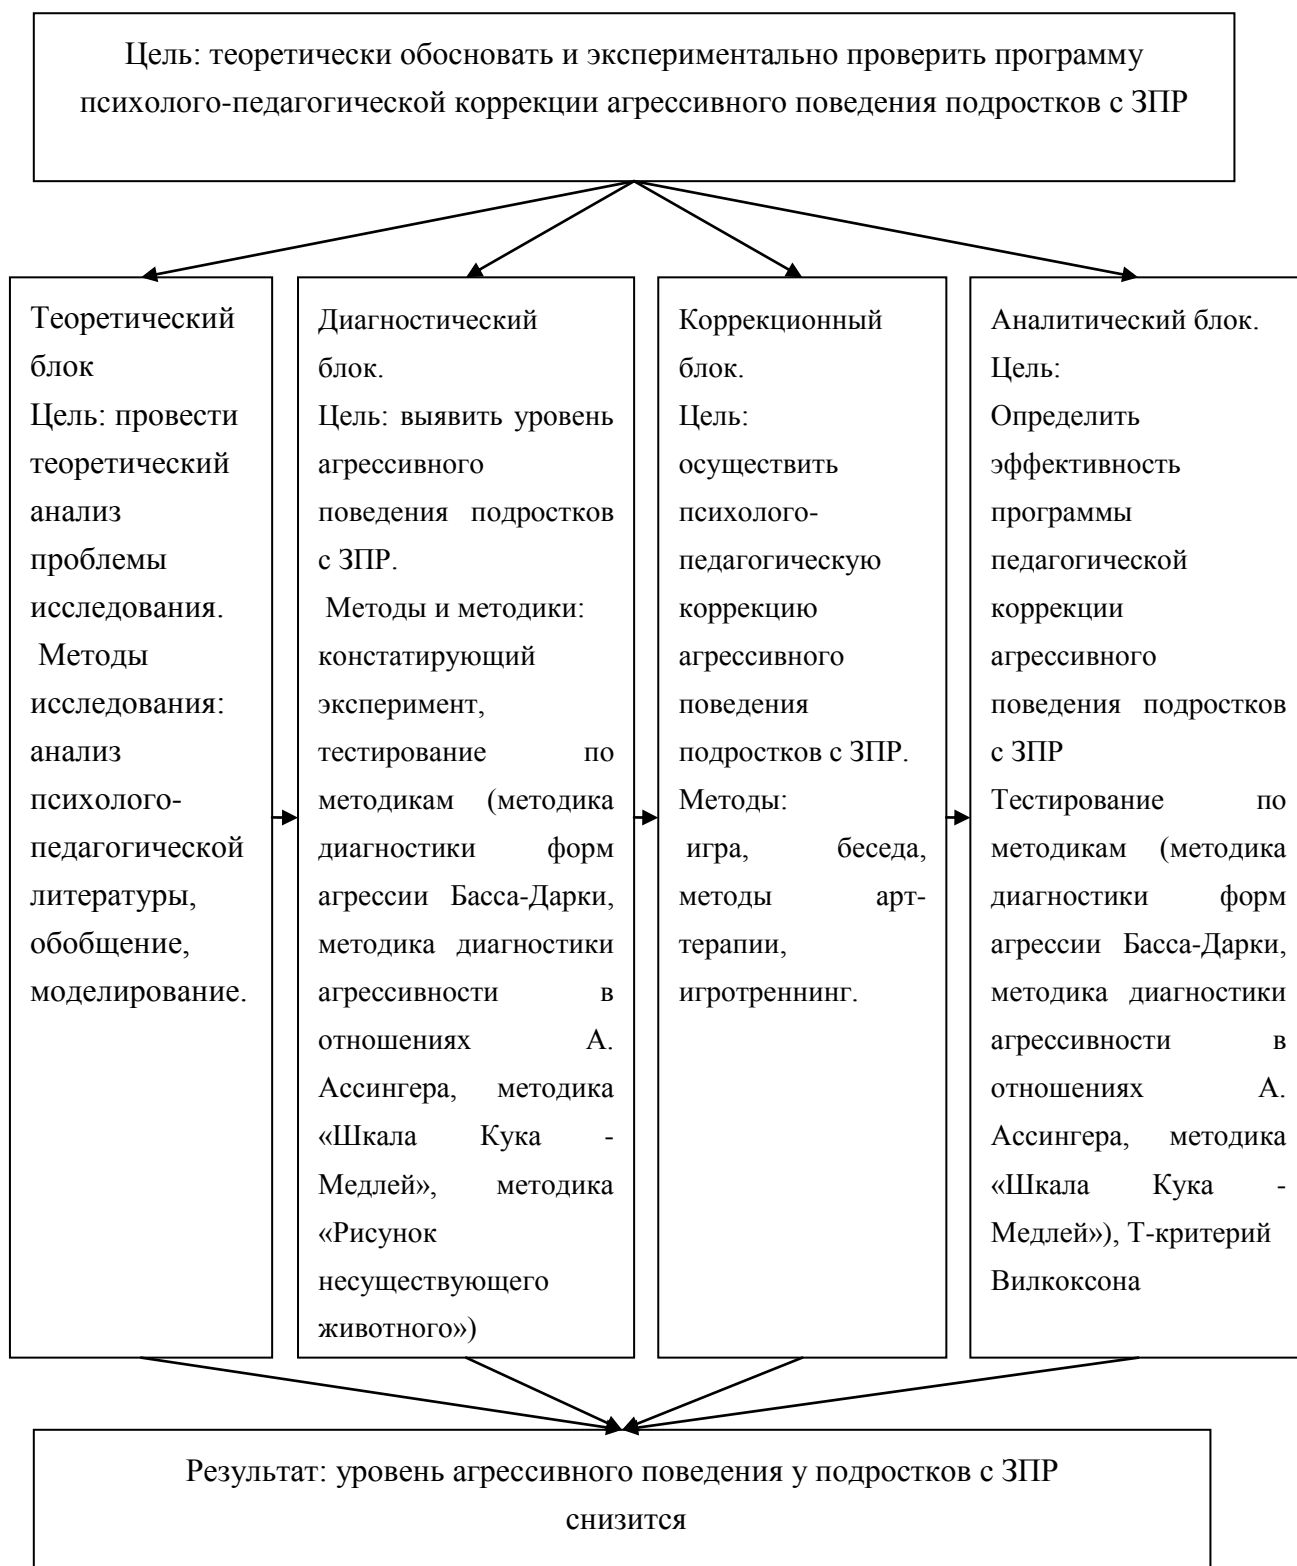 Цель: теоретически обосновать и экспериментально проверить программу
психолого-педагогической коррекции агрессивного поведения подростков с ЗПР
Теоретический
блок
Цель: провести
теоретический
анализ
проблемы
исследования.
Методы
исследования:
анализ
психолого-
педагогической
литературы,
обобщение,
моделирование.
Диагностический
блок.
Цель: выявить уровень
агрессивного
поведения подростков
с ЗПР.
Методы и методики:
констатирующий
эксперимент,
тестирование по
методикам (методика
диагностики форм
агрессии Басса-Дарки,
методика диагностики
агрессивности в
отношениях А.
Ассингера, методика
«Шкала Кука -
Медлей», методика
«Рисунок
несуществующего
животного»)
Коррекционный
блок.
Цель:
осуществить
психолого-
педагогическую
коррекцию
агрессивного
поведения
подростков с ЗПР.
Методы:
игра, беседа,
методы арт-
терапии,
игротреннинг.
Аналитический блок.
Цель:
Определить
эффективность
программы
педагогической
коррекции
агрессивного
поведения подростков
с ЗПР
Тестирование по
методикам (методика
диагностики форм
агрессии Басса-Дарки,
методика диагностики
агрессивности в
отношениях А.
Ассингера, методика
«Шкала Кука -
Медлей»), Т-критерий
Вилкоксона
Результат: уровень агрессивного поведения у подростков с ЗПР
снизится